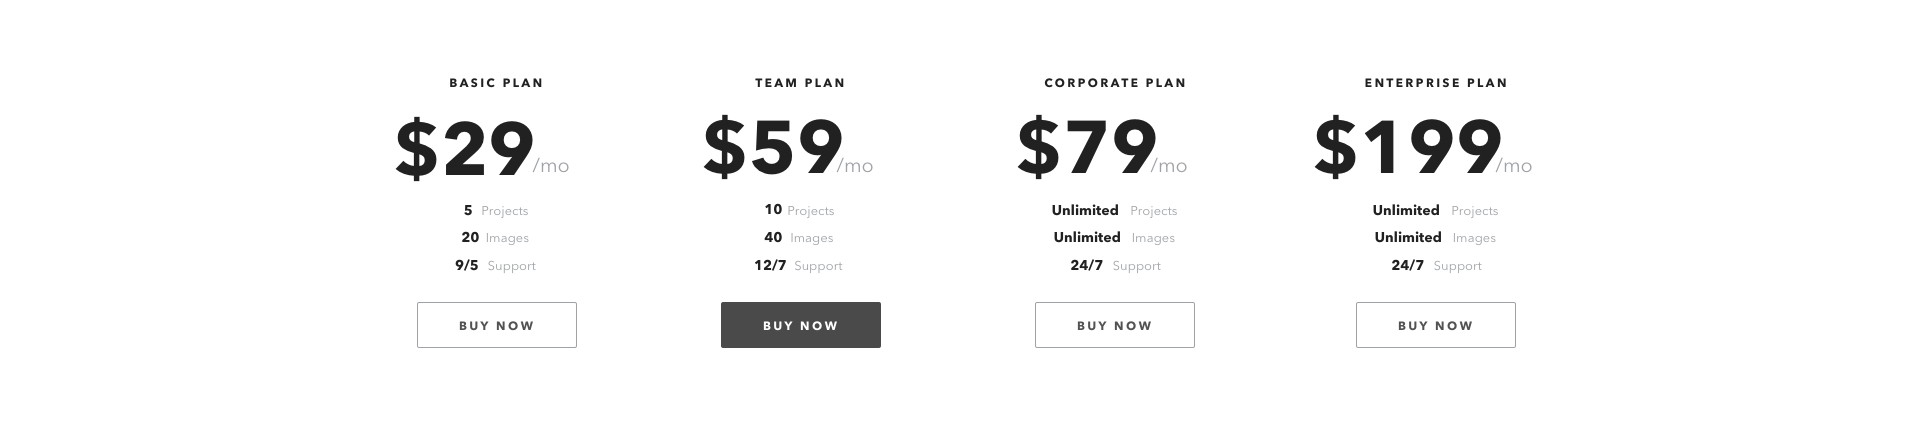 BASIC PLAN
$29/mo
5 Projects
20 Images
9/5 Support
BUY NOW
TEAM PLAN
$59/mo
10 Projects
40 Images
12/7 Support
BUY NOW
CORPORATE PLAN
$79/mo
Unlimited Projects
Unlimited Images
24/7 Support
BUY NOW
ENTERPRISE PLAN
$199/mo
Unlimited Projects
Unlimited Images
24/7 Support
BUY NOW